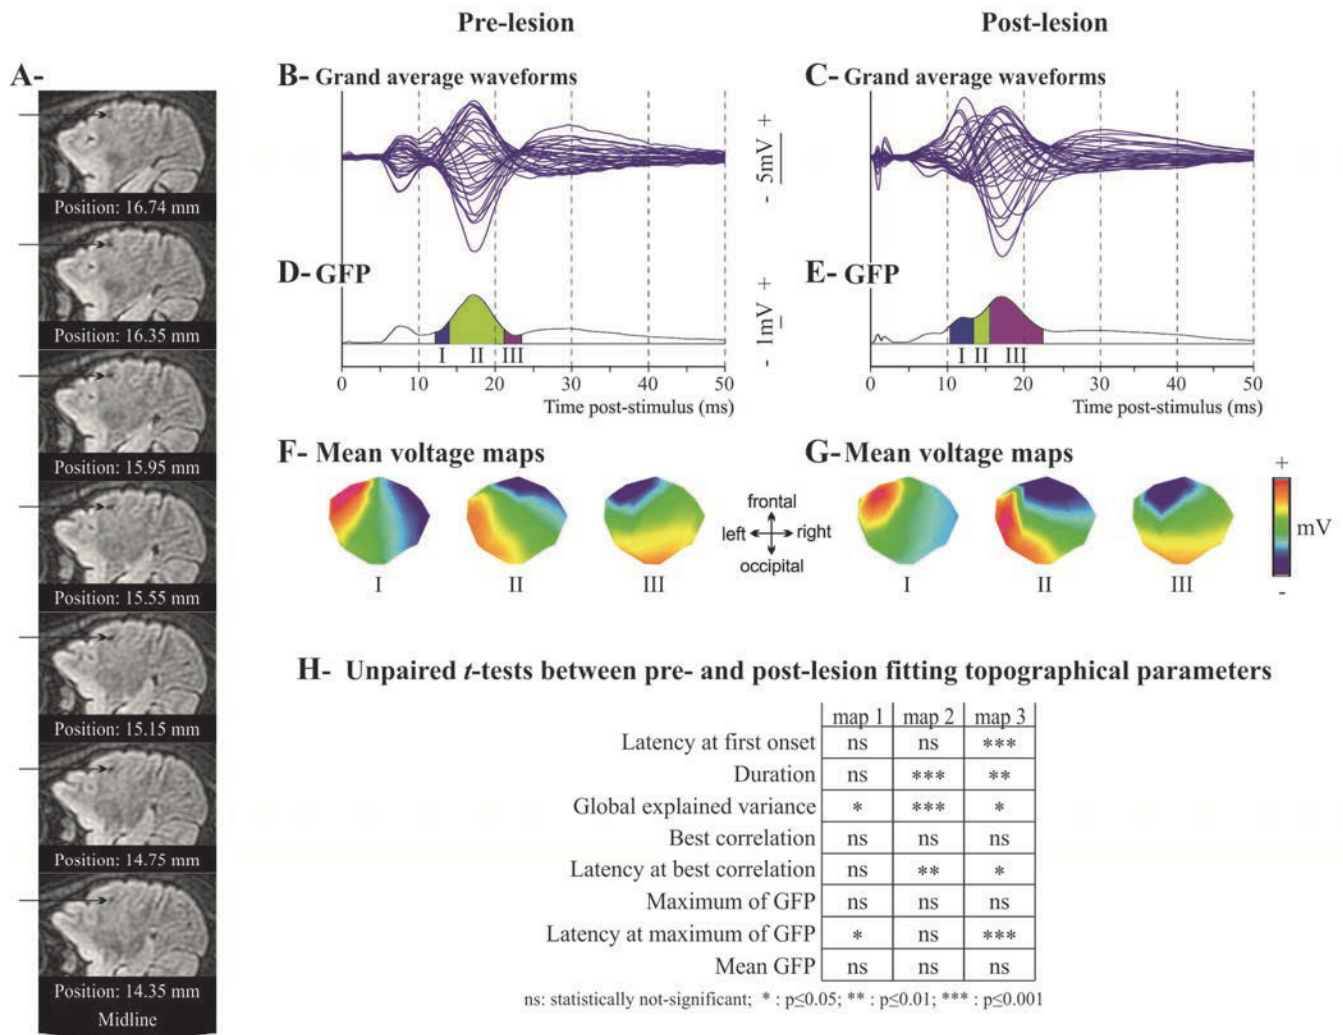 Pre-lesion
Post-lesion
A-
Position: 16.74 mm
Position: 16.35 mm
Position: 15.95 mm
Position: 15.55 mm
Position: 15.15 mm
Position: 14.75 mm
Position: 14.35 mm
Midline
B- Grand average waveforms
- 5mV +
C- Grand average waveforms
D- GFP
I II III
0 10 20 30 40 50
Time post-stimulus (ms)
- 1mV +
E- GFP
I II III
0 10 20 30 40 50
Time post-stimulus (ms)
F- Mean voltage maps
I II III
frontal
left right
occipital
G- Mean voltage maps
I II III
+
mV
-
H- Unpaired t-tests between pre- and post-lesion fitting topographical parameters
map 1 map 2 map 3
Latency at first onset ns ns ***
Duration ns *** **
Global explained variance * *** *
Best correlation ns ns ns
Latency at best correlation ns ** *
Maximum of GFP ns ns ns
Latency at maximum of GFP * ns ***
Mean GFP ns ns ns
ns: statistically not-significant; * : p≤0.05; ** : p≤0.01; *** : p≤0.001